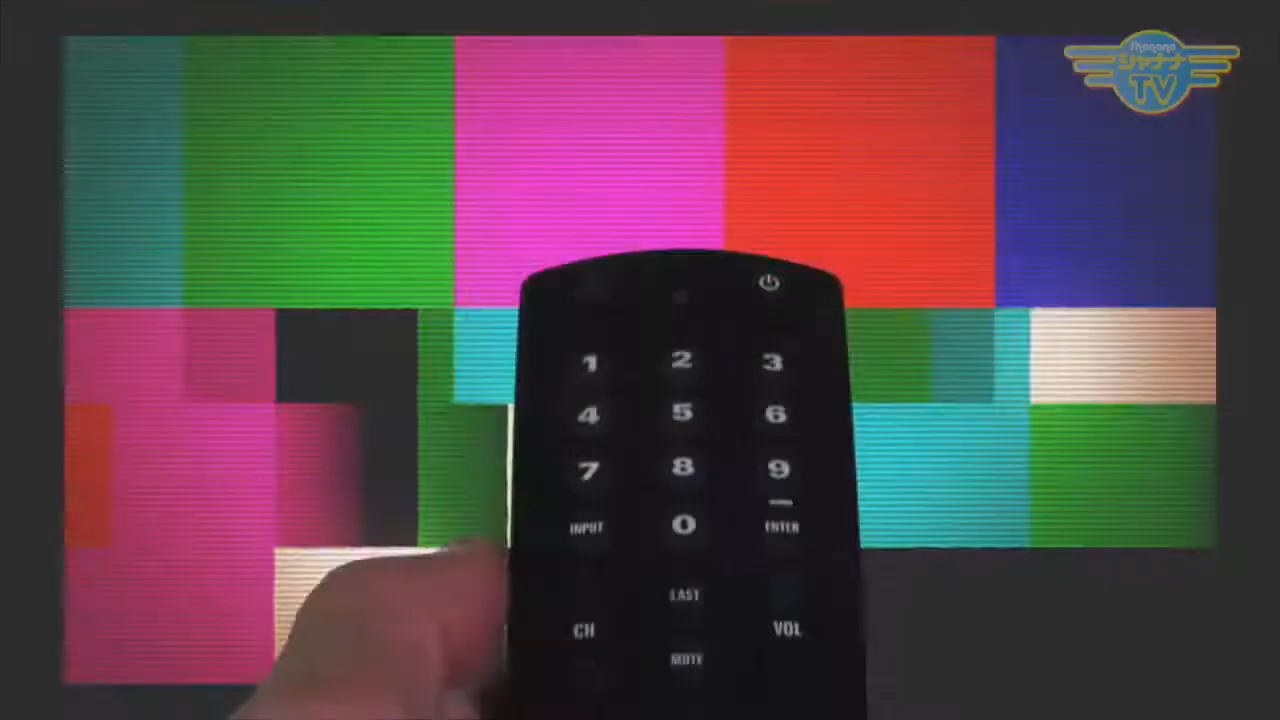 Shanana
シャナナ
TV
1 2 3
4 5 6
7 8 9
INPUT 0 ENTER
LAST
CH VOL
MUTE